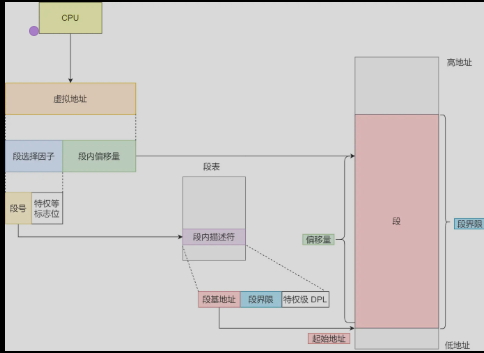 CPU
高地址
虚拟地址
段选择因子
段内偏移量
段表
段号
特权等
标志位
段
段界限
段内描述符
偏移量
段基地址
段界限
特权级 DPL
起始地址
低地址